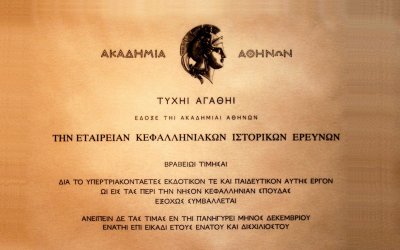 ΑΚΑΔΗΜΙΑ ΑΘΗΝΩΝ
ΤΥΧΗΙ ΑΓΑΘΗΙ
ΕΔΟΞΕ ΤΗΙ ΑΚΑΔΗΜΙΑΙ ΑΘΗΝΩΝ
ΤΗΝ ΕΤΑΙΡΕΙΑΝ ΚΕΦΑΛΛΗΝΙΑΚΩΝ ΙΣΤΟΡΙΚΩΝ ΕΡΕΥΝΩΝ
ΒΡΑΒΕΙΩΙ ΤΙΜΗΣΑΙ
ΔΙΑ ΤΟ ΥΠΕΡΤΡΙΑΚΟΝΤΑΕΤΕΣ ΕΚΔΟΤΙΚΟΝ ΤΕ ΚΑΙ ΠΑΙΔΕΥΤΙΚΟΝ ΑΥΤΗΣ ΕΡΓΟΝ
ΩΙ ΕΙΣ ΤΑΣ ΠΕΡΙ ΤΗΝ ΝΗΣΟΝ ΚΕΦΑΛΛΗΝΙΑΝ ΣΠΟΥΔΑΣ
ΕΞΟΧΩΣ ΣΥΜΒΑΛΛΕΤΑΙ
ΑΝΕΙΠΕΙΝ ΔΕ ΤΑΣ ΤΙΜΑΣ ΕΝ ΤΗΙ ΠΑΝΗΓΥΡΕΙ ΜΗΝΟΣ ΔΕΚΕΜΒΡΙΟΥ
ΕΝΑΤΗΙ ΕΠΙ ΕΙΚΑΔΙ ΕΤΟΥΣ ΕΝΑΤΟΥ ΚΑΙ ΔΙΣΧΙΛΙΟΣΤΟΥ